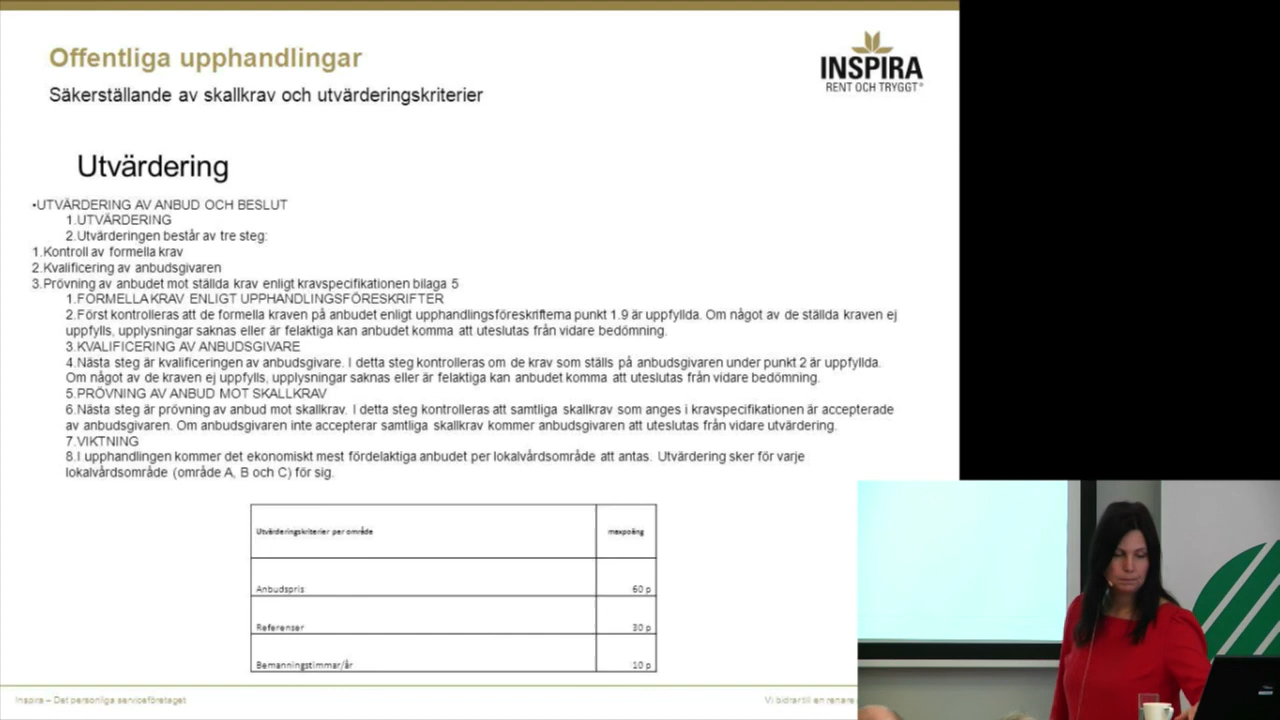 Offentliga upphandlingar
Säkerställande av skallkrav och utvärderingskriterier
INSPIRA
RENT OCH TRYGGT®
Utvärdering
•UTVÄRDERING AV ANBUD OCH BESLUT
1.UTVÄRDERING
2.Utvärderingen består av tre steg:
1.Kontroll av formella krav
2.Kvalificering av anbudsgivaren
3.Prövning av anbudet mot ställda krav enligt kravspecifikationen bilaga 5
1.FORMELLA KRAV ENLIGT UPPHANDLINGSFÖRESKRIFTER
2.Först kontrolleras att de formella kraven på anbudet enligt upphandlingsföreskrifterna punkt 1.9 är uppfyllda. Om något av de ställda kraven ej
uppfylls, upplysningar saknas eller är felaktiga kan anbudet komma att uteslutas från vidare bedömning.
3.KVALIFICERING AV ANBUDSGIVARE
4.Nästa steg är kvalificeringen av anbudsgivare. I detta steg kontrolleras om de krav som ställs på anbudsgivaren under punkt 2 är uppfyllda.
Om något av de kraven ej uppfylls, upplysningar saknas eller är felaktiga kan anbudet komma att uteslutas från vidare bedömning.
5.PRÖVNING AV ANBUD MOT SKALLKRAV
6.Nästa steg är prövning av anbud mot skallkrav. I detta steg kontrolleras att samtliga skallkrav som anges i kravspecifikationen är accepterade
av anbudsgivaren. Om anbudsgivaren inte accepterar samtliga skallkrav kommer anbudsgivaren att uteslutas från vidare utvärdering.
7.VIKTNING
8.I upphandlingen kommer det ekonomiskt mest fördelaktiga anbudet per lokalvårdsområde att antas. Utvärdering sker för varje
lokalvårdsområde (område A, B och C) för sig.
Utvärderingskriterier per område maxpoäng
Anbudspris 60 p
Referenser 30 p
Bemanningstimmar/år 10 p
Inspira – Det personliga serviceföretaget
Vi bidrar till en renare